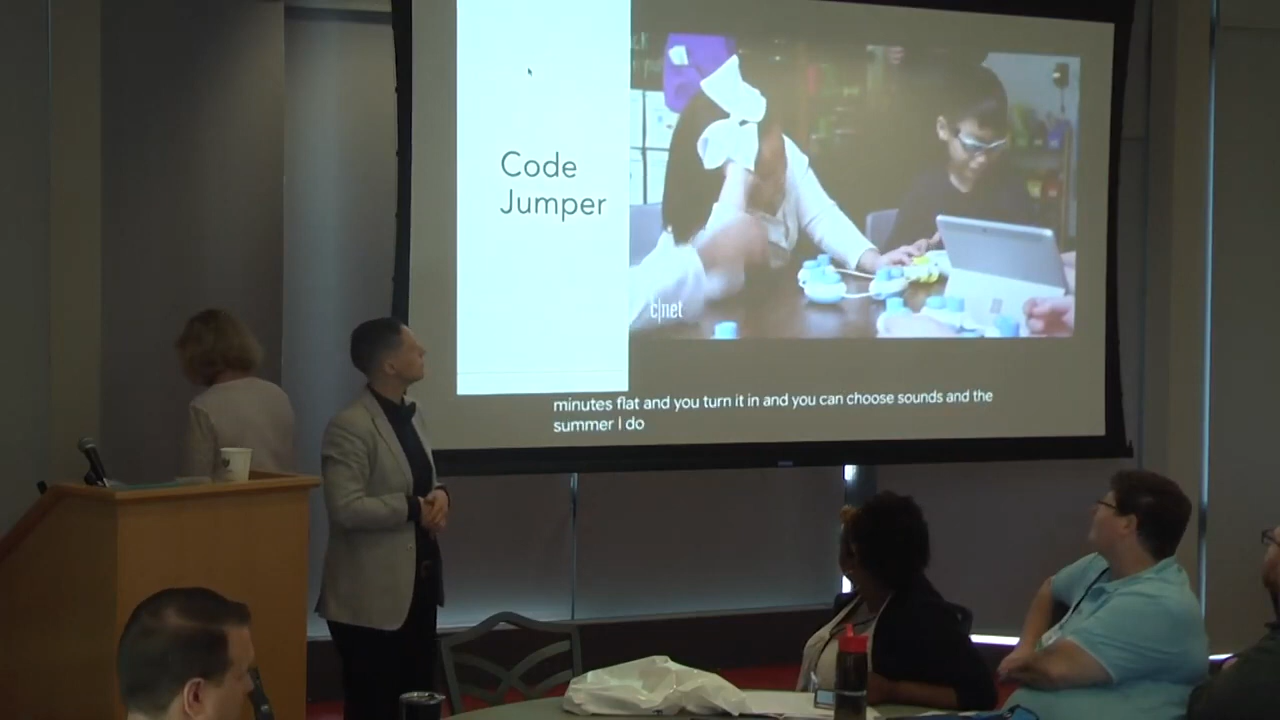 Code
Jumper
c|net
minutes flat and you turn it in and you can choose sounds and the
summer I do